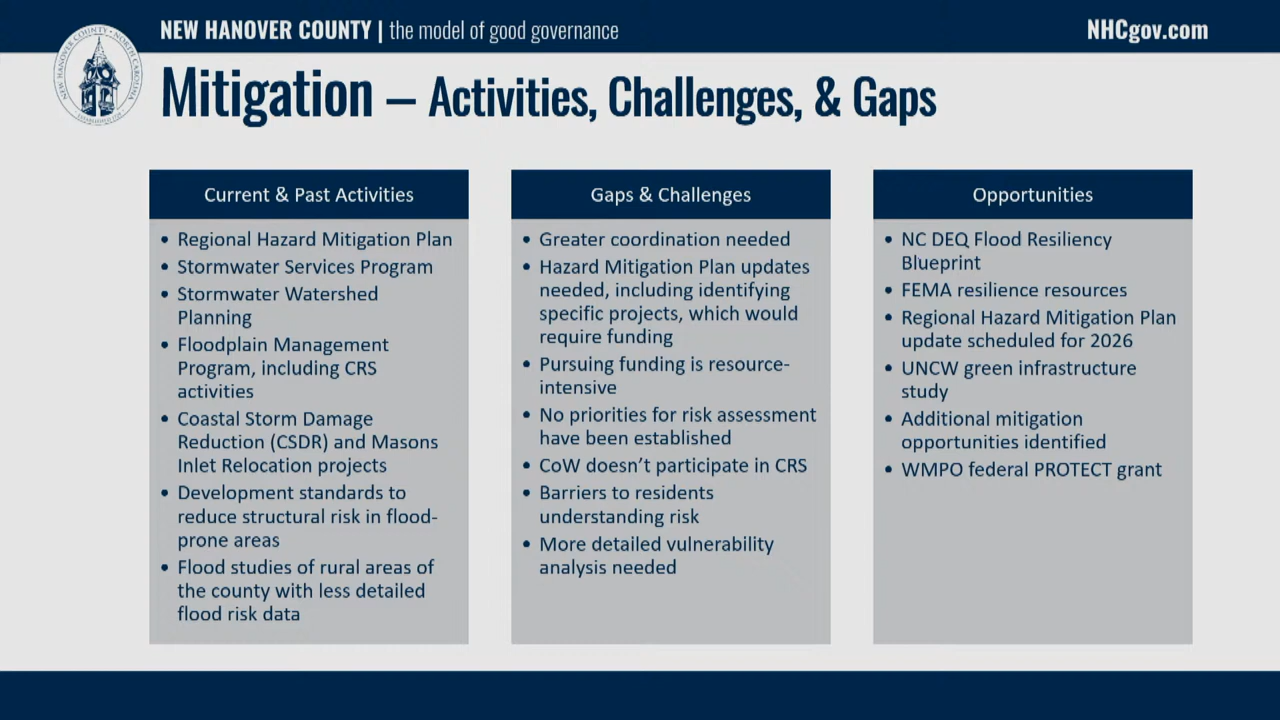 NEW HANOVER COUNTY | the model of good governance
NHCgov.com
NEW HANOVER COUNTY • NORTH CAROLINA
Mitigation – Activities, Challenges, & Gaps
Current & Past Activities
• Regional Hazard Mitigation Plan
• Stormwater Services Program
• Stormwater Watershed
Planning
• Floodplain Management
Program, including CRS
activities
• Coastal Storm Damage
Reduction (CSDR) and Masons
Inlet Relocation projects
• Development standards to
reduce structural risk in flood-
prone areas
• Flood studies of rural areas of
the county with less detailed
flood risk data
Gaps & Challenges
• Greater coordination needed
• Hazard Mitigation Plan updates
needed, including identifying
specific projects, which would
require funding
• Pursuing funding is resource-
intensive
• No priorities for risk assessment
have been established
• CoW doesn’t participate in CRS
• Barriers to residents
understanding risk
• More detailed vulnerability
analysis needed
Opportunities
• NC DEQ Flood Resiliency
Blueprint
• FEMA resilience resources
• Regional Hazard Mitigation Plan
update scheduled for 2026
• UNCW green infrastructure
study
• Additional mitigation
opportunities identified
• WMPO federal PROTECT grant